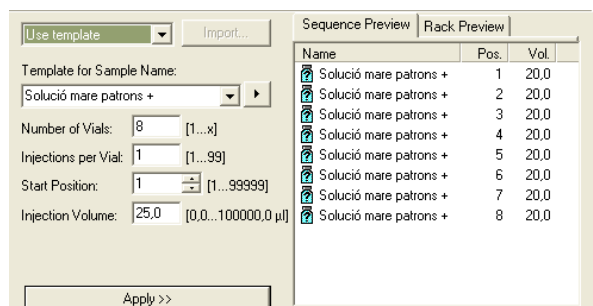 Use template
Import...
Template for Sample Name:
Solució mare patrons +
Number of Vials: 8 [1...x]
Injections per Vial: 1 [1...99]
Start Position: 1 [1...99999]
Injection Volume: 25,0 [0,0...100000,0 µl]
Apply >>
Sequence Preview Rack Preview
Name Pos. Vol.
Solució mare patrons + 1 20,0
Solució mare patrons + 2 20,0
Solució mare patrons + 3 20,0
Solució mare patrons + 4 20,0
Solució mare patrons + 5 20,0
Solució mare patrons + 6 20,0
Solució mare patrons + 7 20,0
Solució mare patrons + 8 20,0